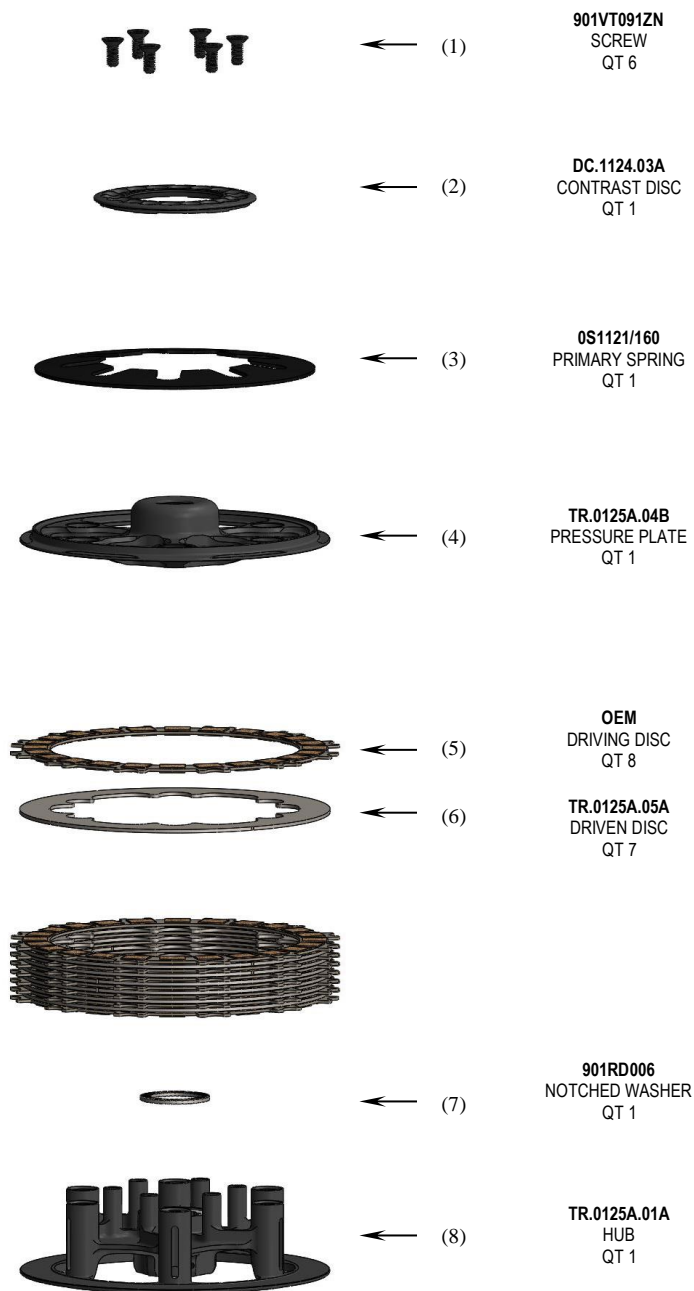 901VT091ZN
(1) SCREW
QT 6
DC.1124.03A
(2) CONTRAST DISC
QT 1
0S1121/160
(3) PRIMARY SPRING
QT 1
TR.0125A.04B
(4) PRESSURE PLATE
QT 1
OEM
(5) DRIVING DISC
QT 8
TR.0125A.05A
(6) DRIVEN DISC
QT 7
901RD006
(7) NOTCHED WASHER
QT 1
TR.0125A.01A
(8) HUB
QT 1